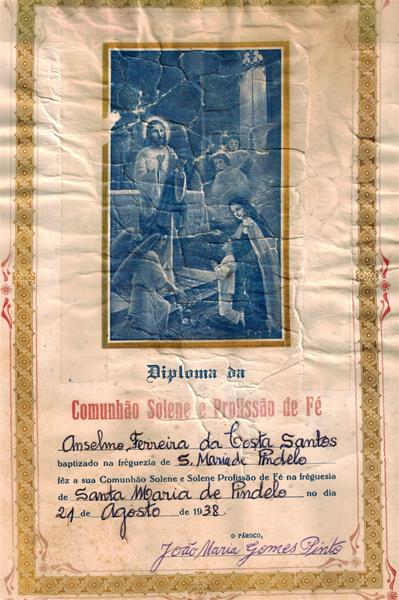 Diploma da
Comunhão Solene e Profissão de Fé
Anselmo Ferreira da Costa Santos
baptizado na frèguezia de S. Maria de Pindelo
fêz a sua Comunhão Solene e Solene Profissão de Fé na frèguesia
de Santa Maria de Pindelo no dia
21 de Agosto de 1938.
O PÁROCO,
João Maria Gomes Pinto